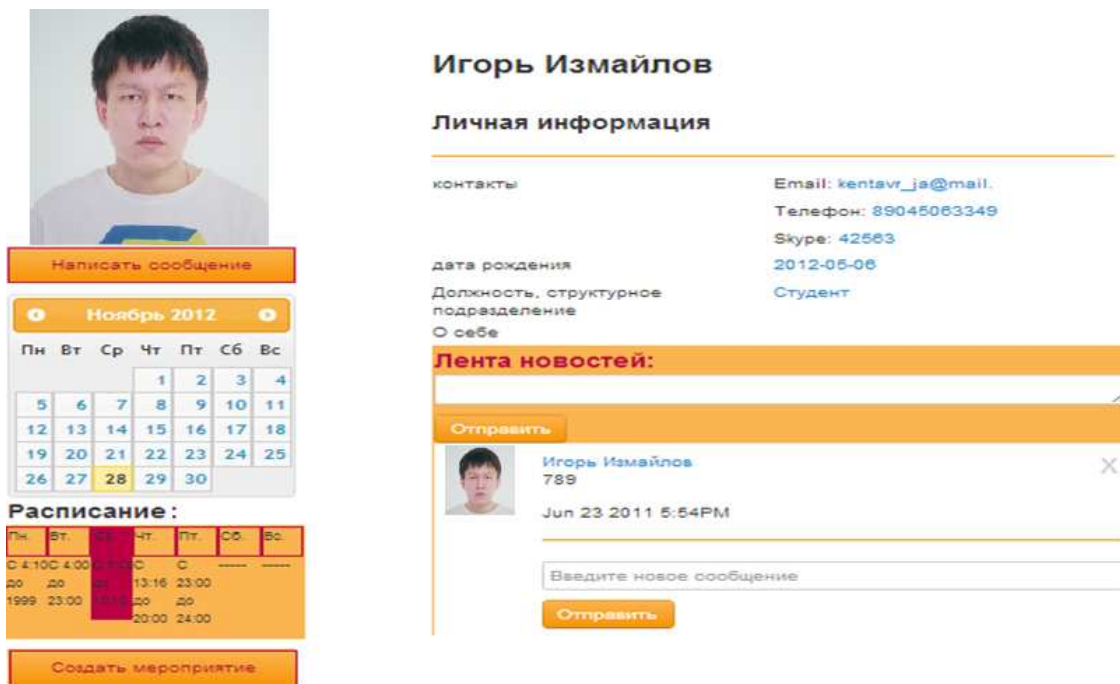 Написать сообщение
Ноябрь 2012
Пн Вт Ср Чт Пт Сб Вс
1 2 3 4
5 6 7 8 9 10 11
12 13 14 15 16 17 18
19 20 21 22 23 24 25
26 27 28 29 30
Расписание:
Пн. Вт. Чт. Пт. Сб. Вс.
С 4:10 С 4:00 С С ----- -----
до до 13:16 23:00
1999 23:00 до до
20:00 24:00
Создать мероприятие
Игорь Измайлов
Личная информация
контакты Email: kentavr_ja@mail.
Телефон: 89045063349
Skype: 42563
дата рождения 2012-05-06
Должность, структурное Студент
подразделение
О себе
Лента новостей:
Отправить
Игорь Измайлов
789
Jun 23 2011 5:54PM
Введите новое сообщение
Отправить